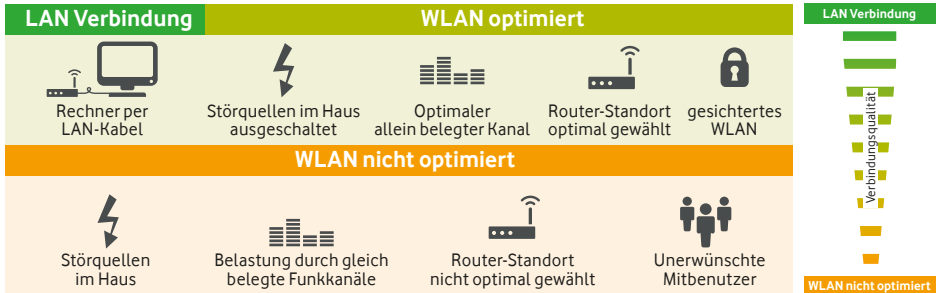 LAN Verbindung
WLAN optimiert
Rechner per
LAN-Kabel
Störquellen im Haus
ausgeschaltet
Optimaler
allein belegter Kanal
Router-Standort
optimal gewählt
gesichtertes
WLAN
WLAN nicht optimiert
Störquellen
im Haus
Belastung durch gleich
belegte Funkkanäle
Router-Standort
nicht optimal gewählt
Unerwünschte
Mitbenutzer
LAN Verbindung
Verbindungsqualität
WLAN nicht optimiert